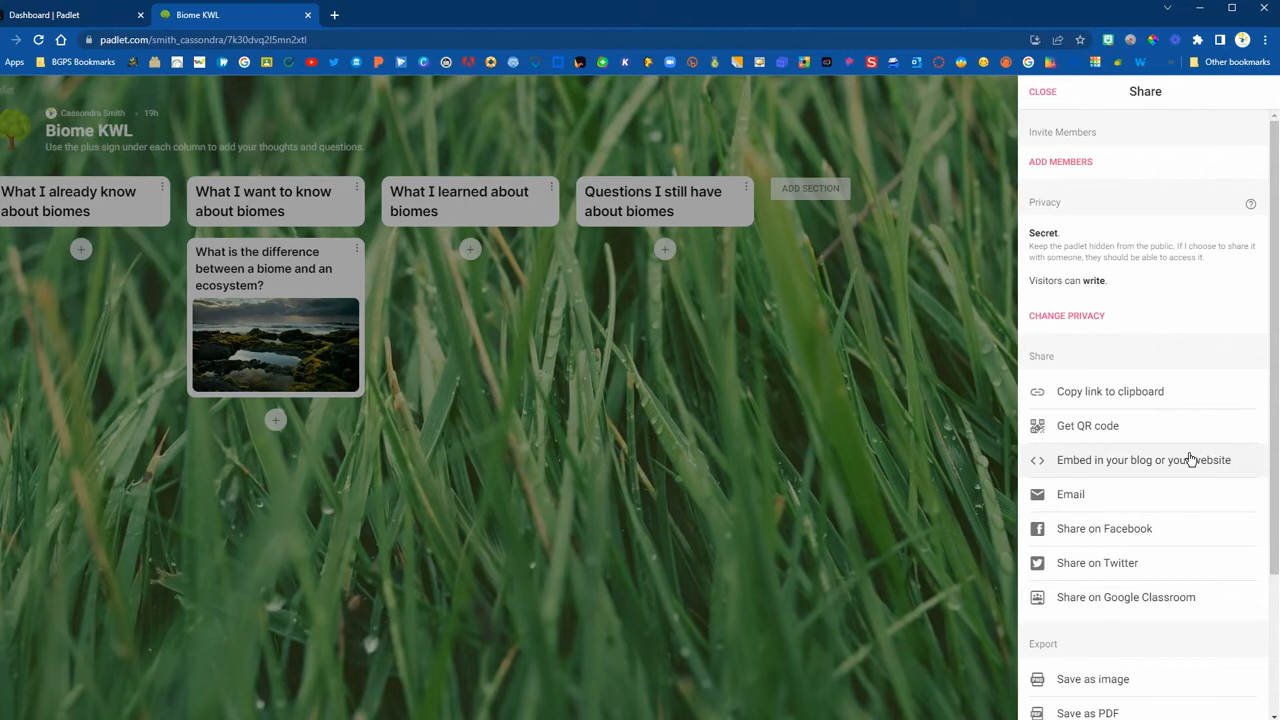 Dashboard | Padlet
Biome KWL
padlet.com/smith_cassondra/7k30dvq2l5mn2xtl
Apps
BGPS Bookmarks
Other bookmarks
Cassondra Smith • 19h
Biome KWL
Use the plus sign under each column to add your thoughts and questions.
What I already know
about biomes
What I want to know
about biomes
What is the difference
between a biome and an
ecosystem?
What I learned about
biomes
Questions I still have
about biomes
ADD SECTION
CLOSE
Share
Invite Members
ADD MEMBERS
Privacy
Secret.
Keep the padlet hidden from the public. If I choose to share it
with someone, they should be able to access it.
Visitors can write.
CHANGE PRIVACY
Share
Copy link to clipboard
Get QR code
Embed in your blog or your website
Email
Share on Facebook
Share on Twitter
Share on Google Classroom
Export
Save as image
Save as PDF